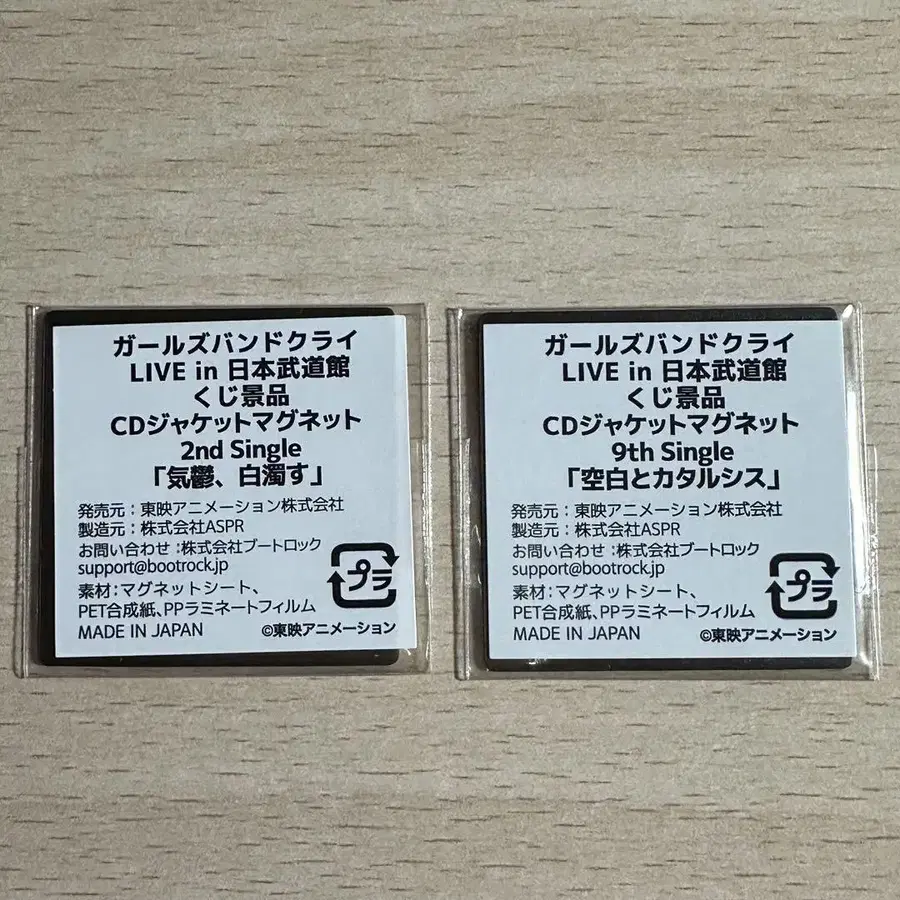 ガールズバンドクライ
LIVE in 日本武道館
くじ景品
CDジャケットマグネット
2nd Single
「気鬱、白濁す」
発売元：東映アニメーション株式会社
製造元：株式会社ASPR
お問い合わせ：株式会社ブートロック
support@bootrock.jp
素材：マグネットシート、
PET合成紙、PPラミネートフィルム
MADE IN JAPAN
©東映アニメーション
プラ
ガールズバンドクライ
LIVE in 日本武道館
くじ景品
CDジャケットマグネット
9th Single
「空白とカタルシス」
発売元：東映アニメーション株式会社
製造元：株式会社ASPR
お問い合わせ：株式会社ブートロック
support@bootrock.jp
素材：マグネットシート、
PET合成紙、PPラミネートフィルム
MADE IN JAPAN
©東映アニメーション
プラ